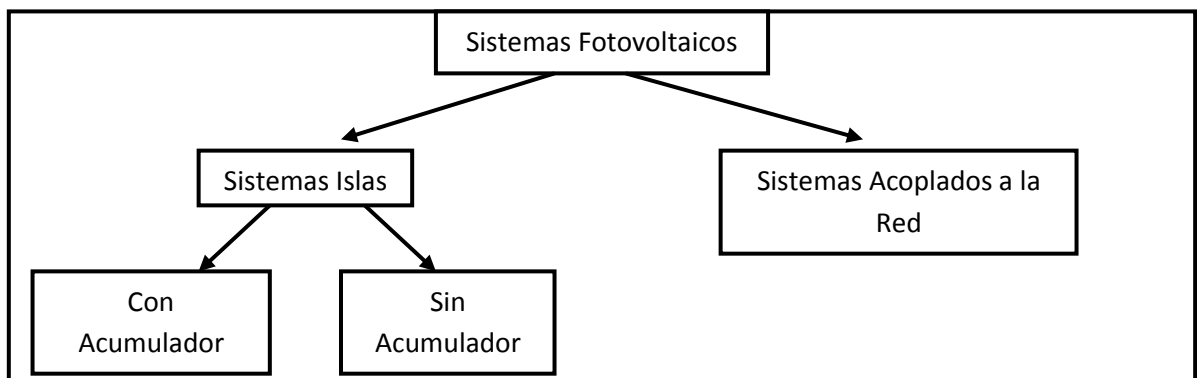 Sistemas Fotovoltaicos
Sistemas Islas
Sistemas Acoplados a la
Red
Con
Acumulador
Sin
Acumulador